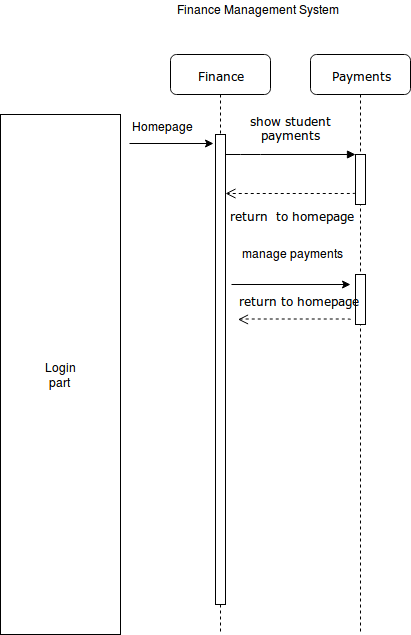 Finance Management System
Finance
Payments
Homepage
show student
payments
return  to homepage
manage payments
return to homepage
Login
part